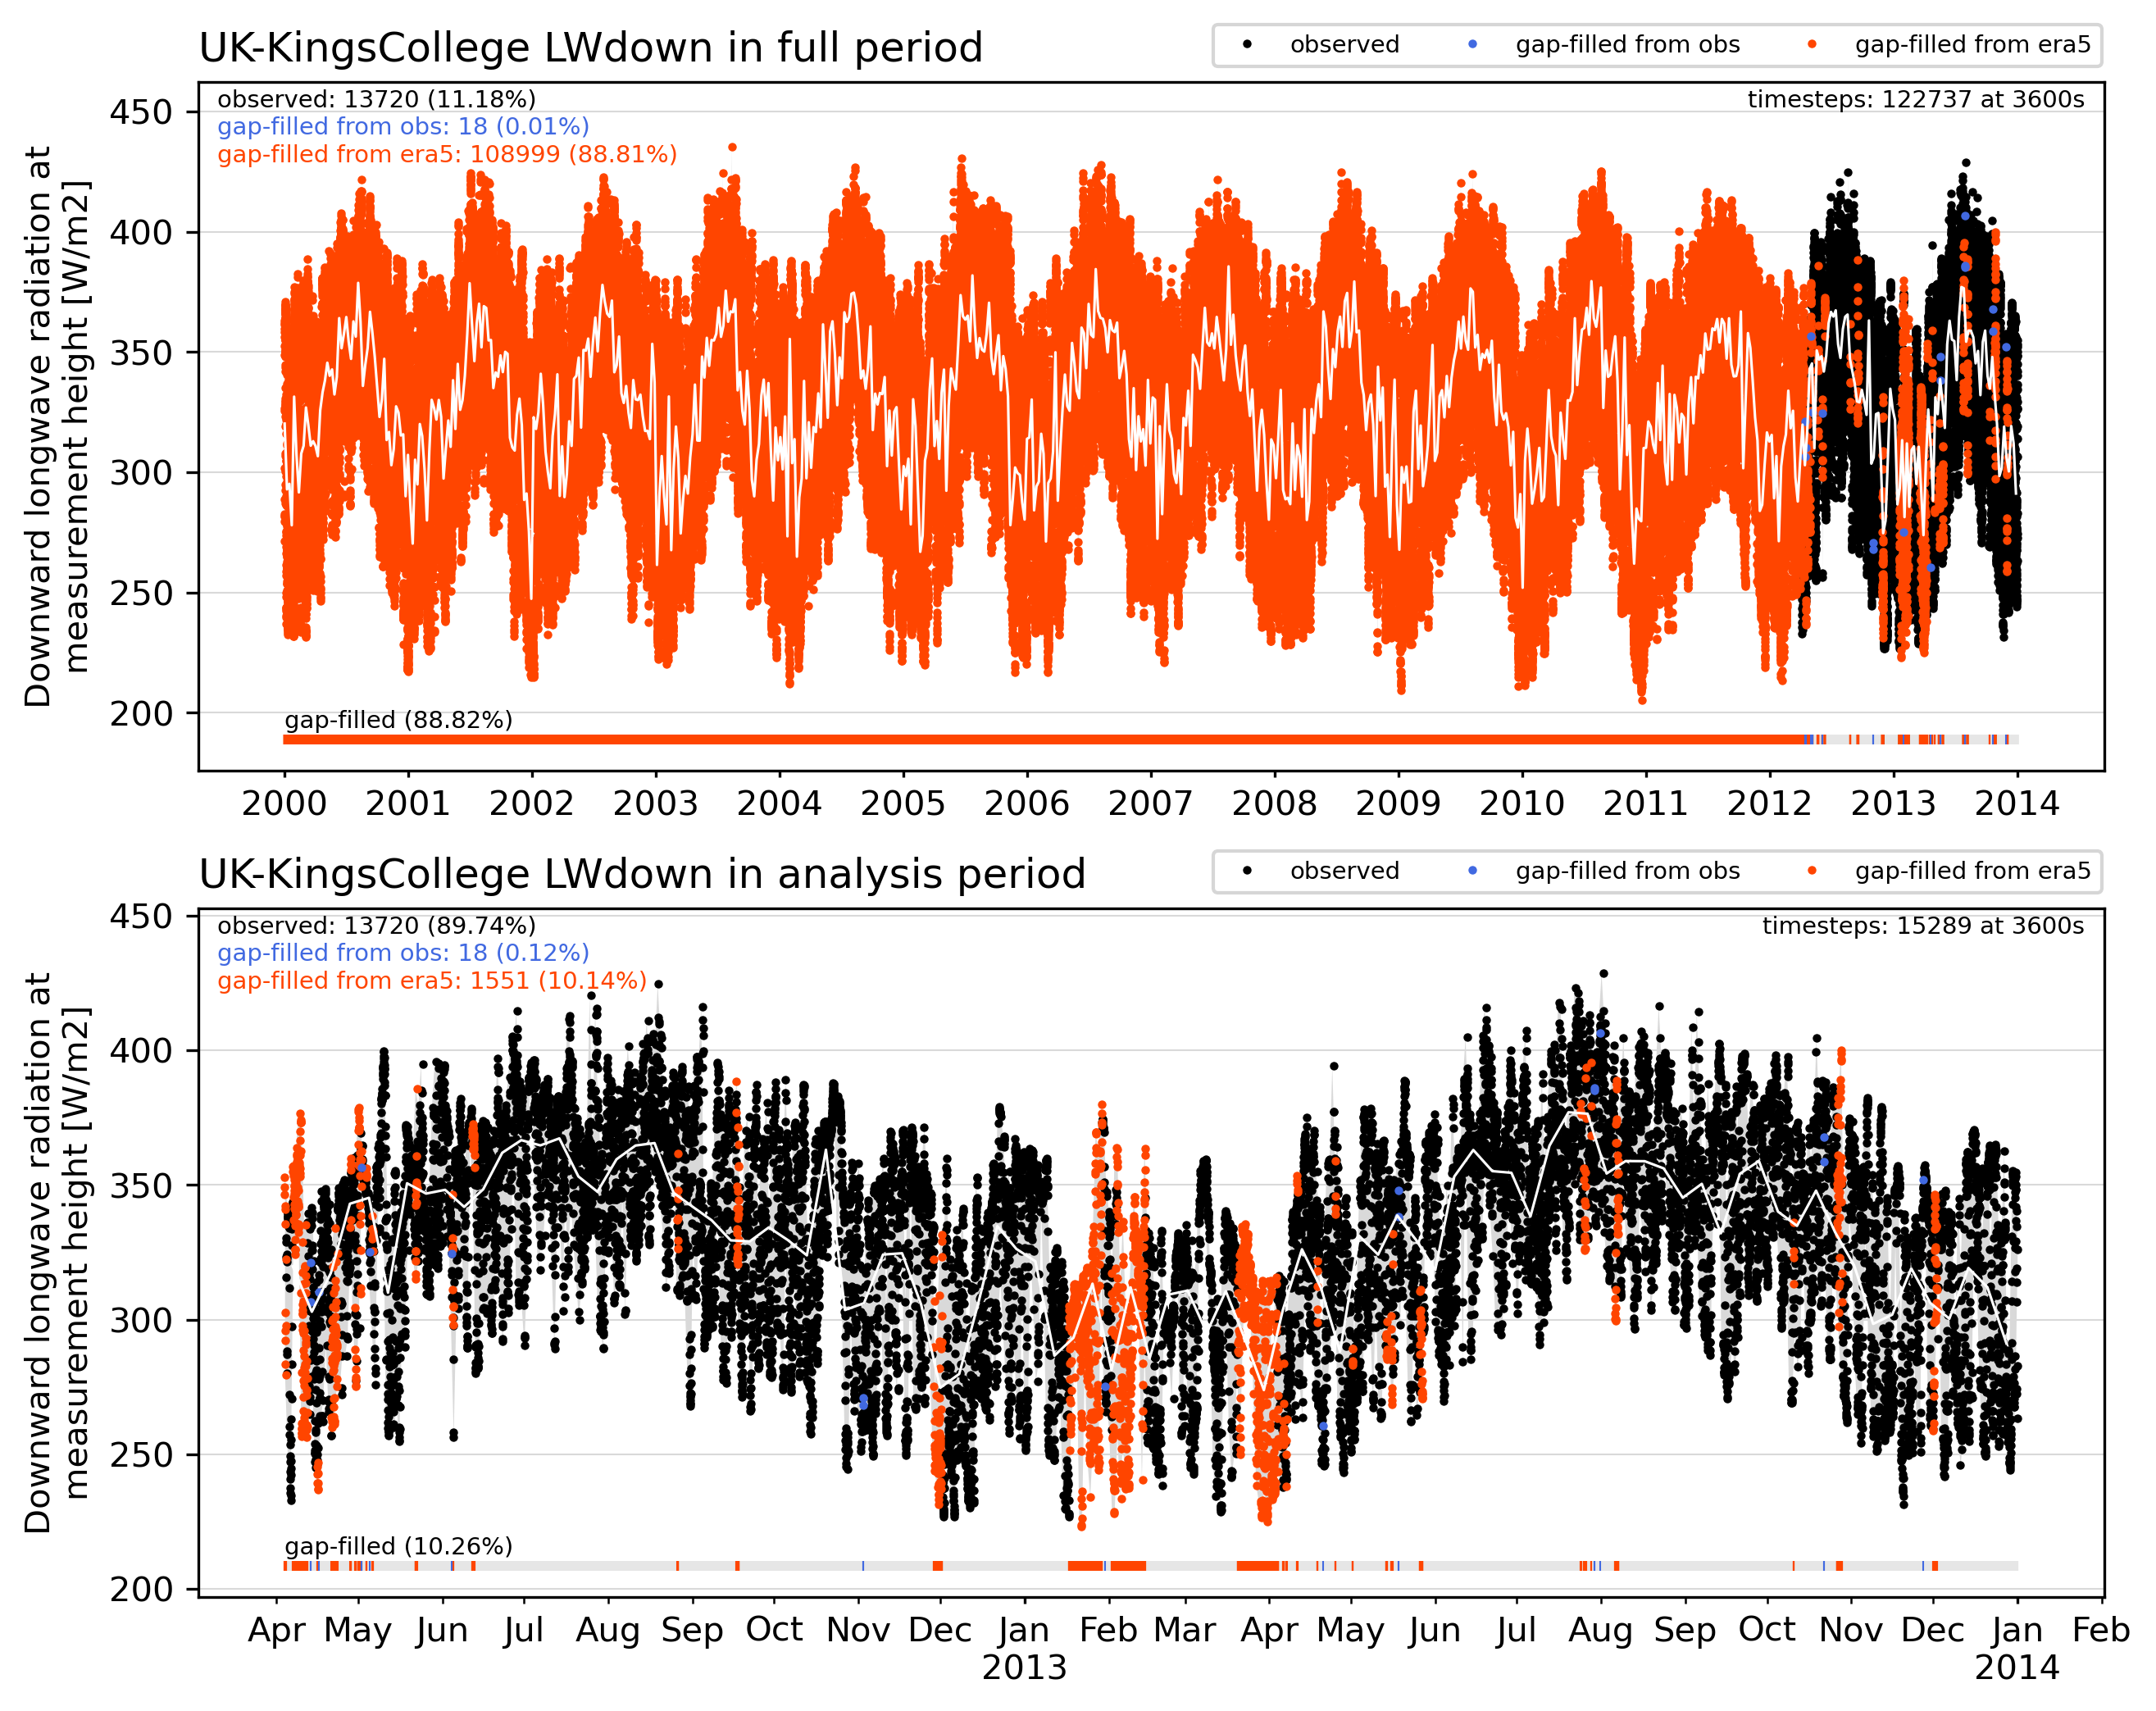 UK-KingsCollege LWdown in full period
observed gap-filled from obs gap-filled from era5
observed: 13720 (11.18%)
gap-filled from obs: 18 (0.01%)
gap-filled from era5: 108999 (88.81%)
timesteps: 122737 at 3600s
Downward longwave radiation at
measurement height [W/m2]
450
400
350
300
250
200
gap-filled (88.82%)
2000 2001 2002 2003 2004 2005 2006 2007 2008 2009 2010 2011 2012 2013 2014
UK-KingsCollege LWdown in analysis period
observed gap-filled from obs gap-filled from era5
observed: 13720 (89.74%)
gap-filled from obs: 18 (0.12%)
gap-filled from era5: 1551 (10.14%)
timesteps: 15289 at 3600s
Downward longwave radiation at
measurement height [W/m2]
450
400
350
300
250
200
gap-filled (10.26%)
Apr May Jun Jul Aug Sep Oct Nov Dec Jan Feb Mar Apr May Jun Jul Aug Sep Oct Nov Dec Jan Feb
2013 2014